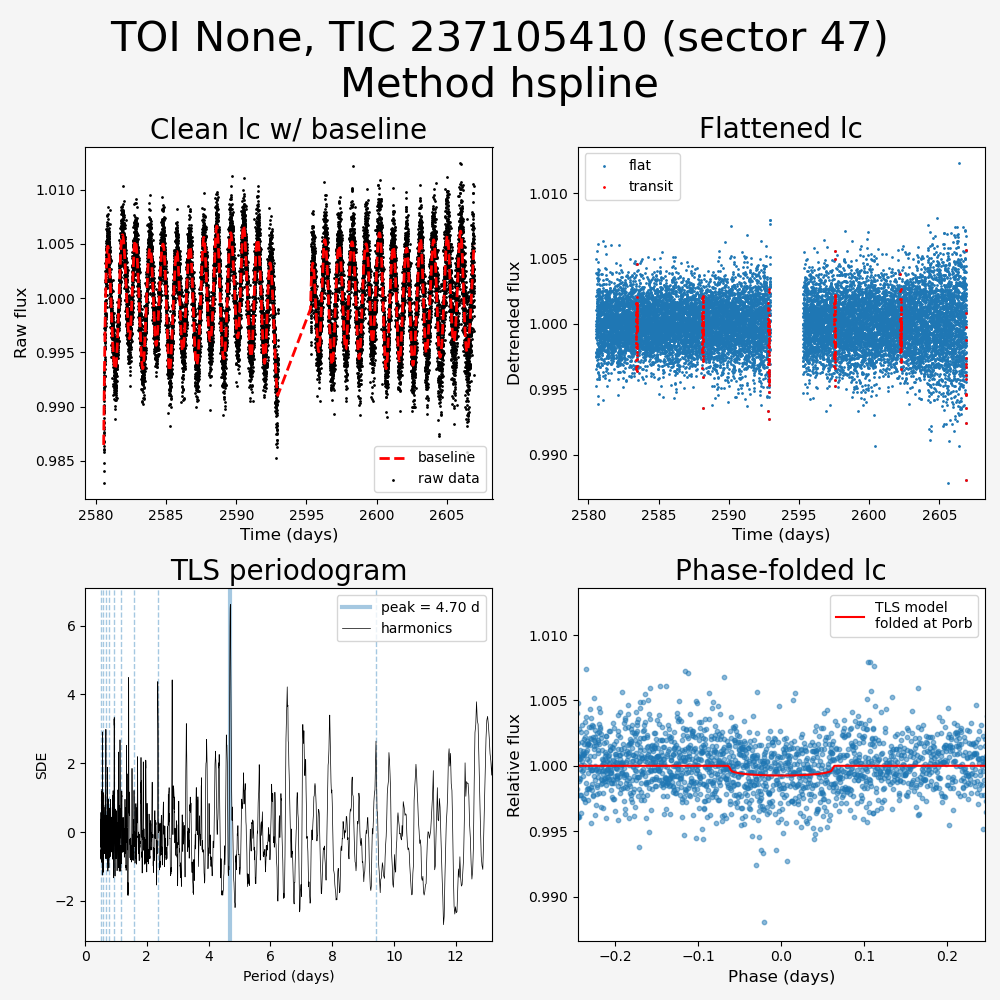 TOI None, TIC 237105410 (sector 47)
Method hspline
Clean lc w/ baseline
1.010
1.005
1.000
0.995
0.990
0.985
Raw flux
baseline
raw data
2580 2585 2590 2595 2600 2605
Time (days)
Flattened lc
flat
transit
1.010
1.005
1.000
0.995
0.990
Detrended flux
2580 2585 2590 2595 2600 2605
Time (days)
TLS periodogram
peak = 4.70 d
harmonics
6
4
2
0
−2
SDE
0 2 4 6 8 10 12
Period (days)
Phase-folded lc
TLS model
folded at Porb
1.010
1.005
1.000
0.995
0.990
Relative flux
−0.2 −0.1 0.0 0.1 0.2
Phase (days)